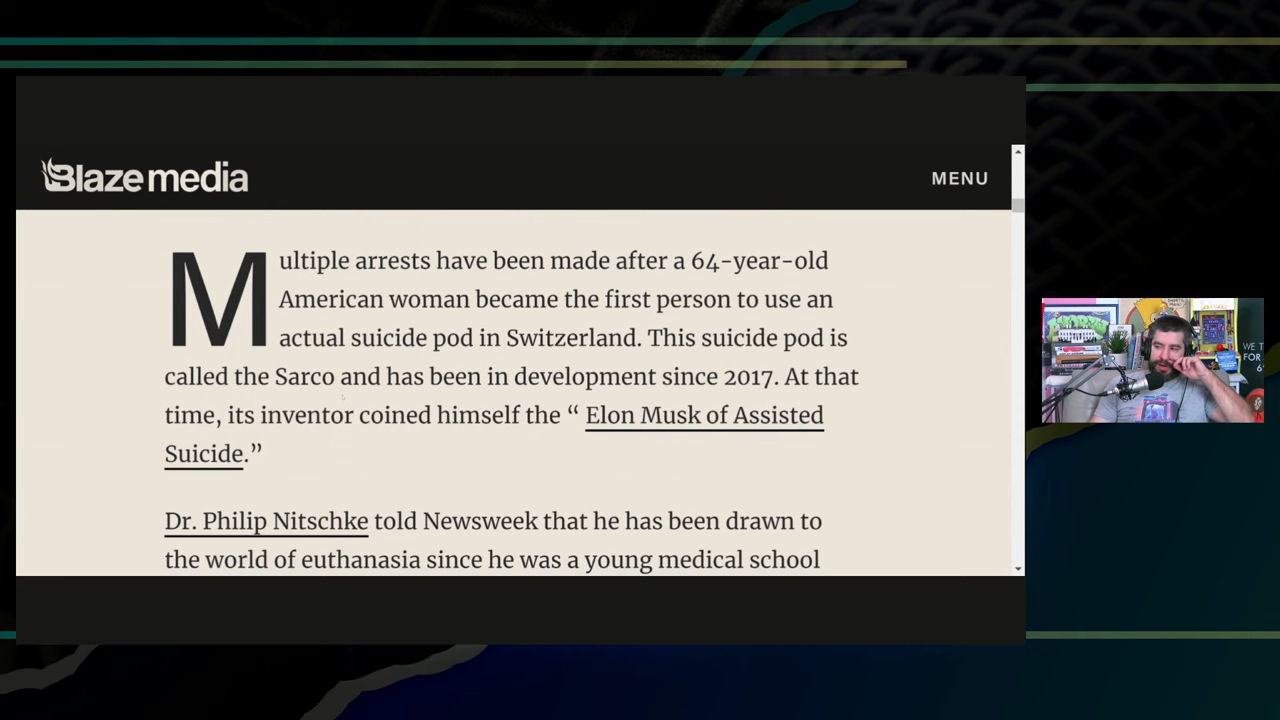 Blaze media
MENU
Multiple arrests have been made after a 64-year-old
American woman became the first person to use an
actual suicide pod in Switzerland. This suicide pod is
called the Sarco and has been in development since 2017. At that
time, its inventor coined himself the “ Elon Musk of Assisted
Suicide.”
Dr. Philip Nitschke told Newsweek that he has been drawn to
the world of euthanasia since he was a young medical school
WE T
FOR